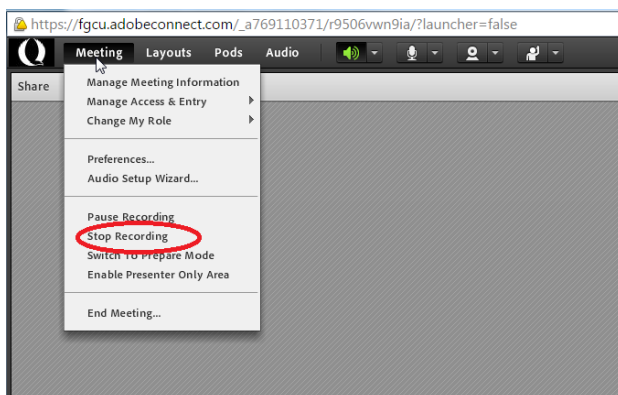 https://fgcu.adobeconnect.com/_a769110371/r9506vwn9ia/?launcher=false
Meeting Layouts Pods Audio
Share
Manage Meeting Information
Manage Access & Entry
Change My Role
Preferences...
Audio Setup Wizard...
Pause Recording
Stop Recording
Switch To Prepare Mode
Enable Presenter Only Area
End Meeting...